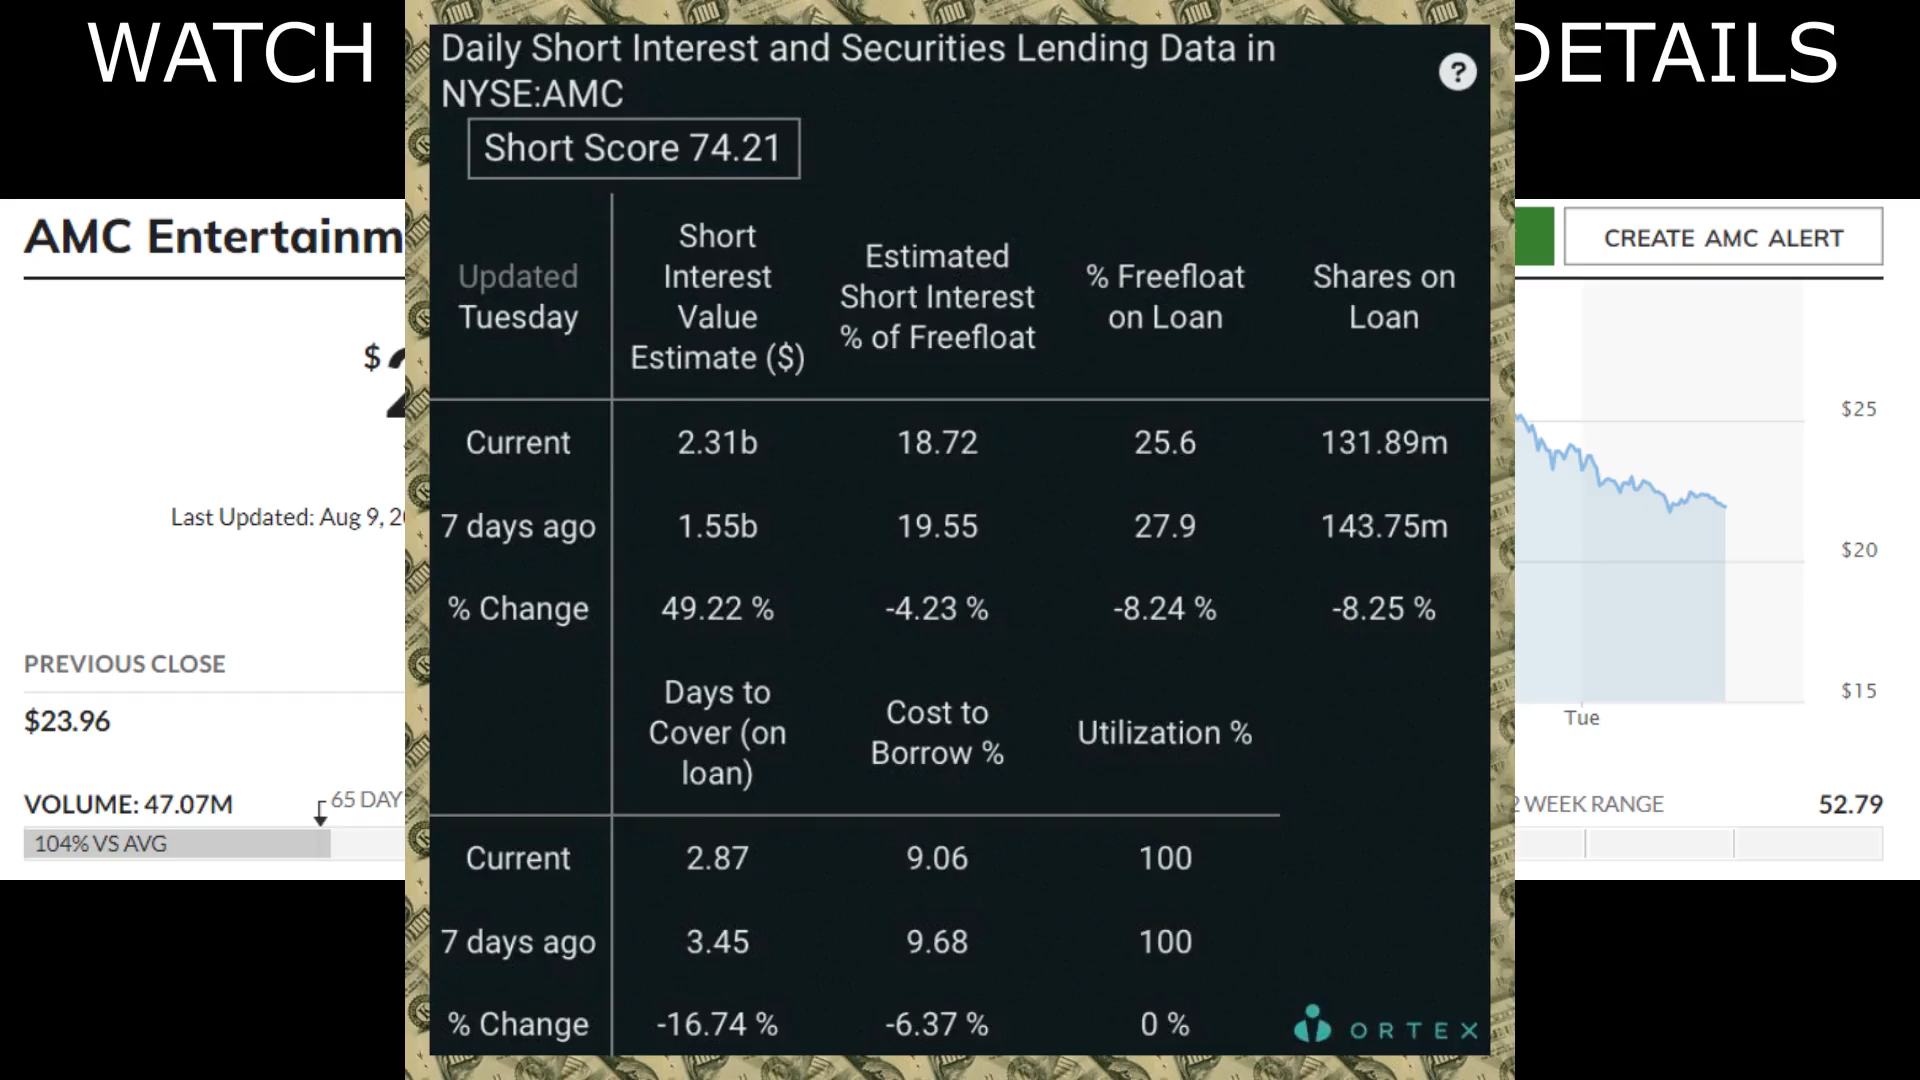 WATCH
DETAILS
Daily Short Interest and Securities Lending Data in
NYSE:AMC
?
Short Score 74.21
AMC Entertainm
CREATE AMC ALERT
Updated
Tuesday
Short
Interest
Value
Estimate ($)
Estimated
Short Interest
% of Freefloat
% Freefloat
on Loan
Shares on
Loan
$
Current 2.31b 18.72 25.6 131.89m
7 days ago 1.55b 19.55 27.9 143.75m
% Change 49.22 % -4.23 % -8.24 % -8.25 %
Last Updated: Aug 9, 2
$25
$20
$15
Tue
PREVIOUS CLOSE
$23.96
Days to
Cover (on
loan)
Cost to
Borrow %
Utilization %
VOLUME: 47.07M
65 DAY
104% VS AVG
WEEK RANGE 52.79
Current 2.87 9.06 100
7 days ago 3.45 9.68 100
% Change -16.74 % -6.37 % 0 %
ORTEX